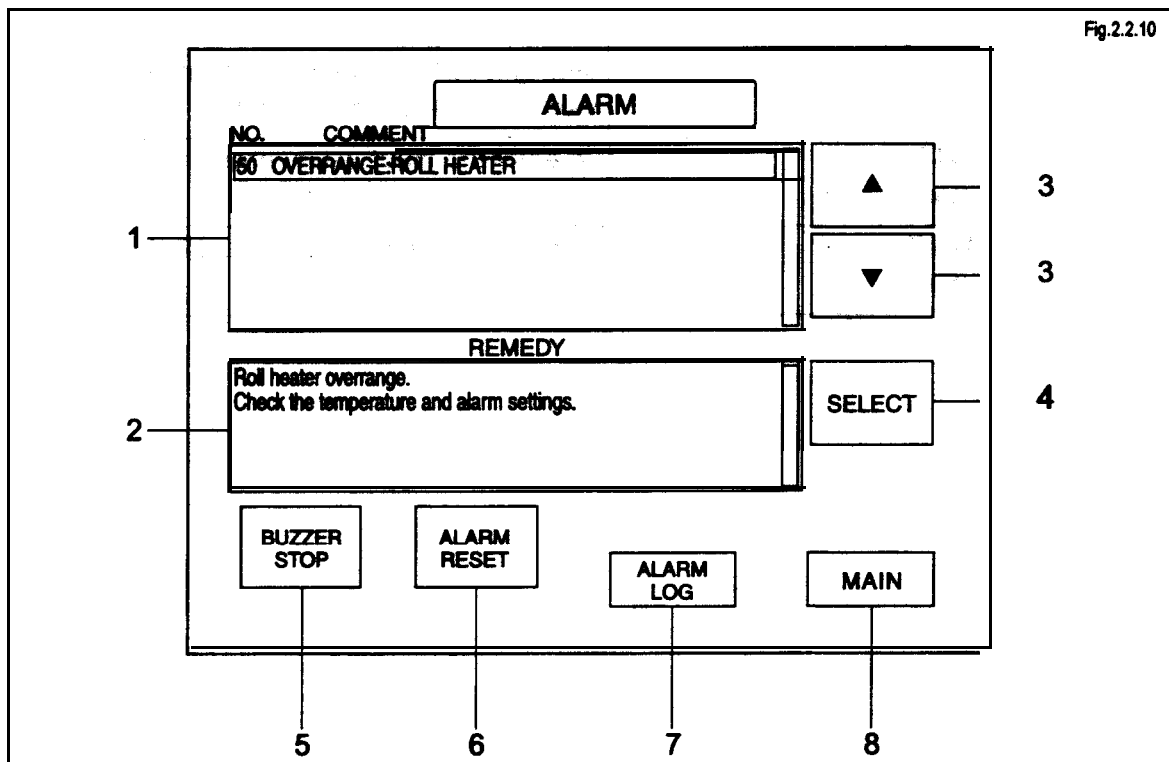 Fig.2.2.10
ALARM
NO. COMMENT
50 OVERRANGE:ROLL HEATER
▲
3
▼
3
1
REMEDY
Roll heater overrange.
Check the temperature and alarm settings.
SELECT
4
2
BUZZER
STOP
ALARM
RESET
ALARM
LOG
MAIN
5 6 7 8